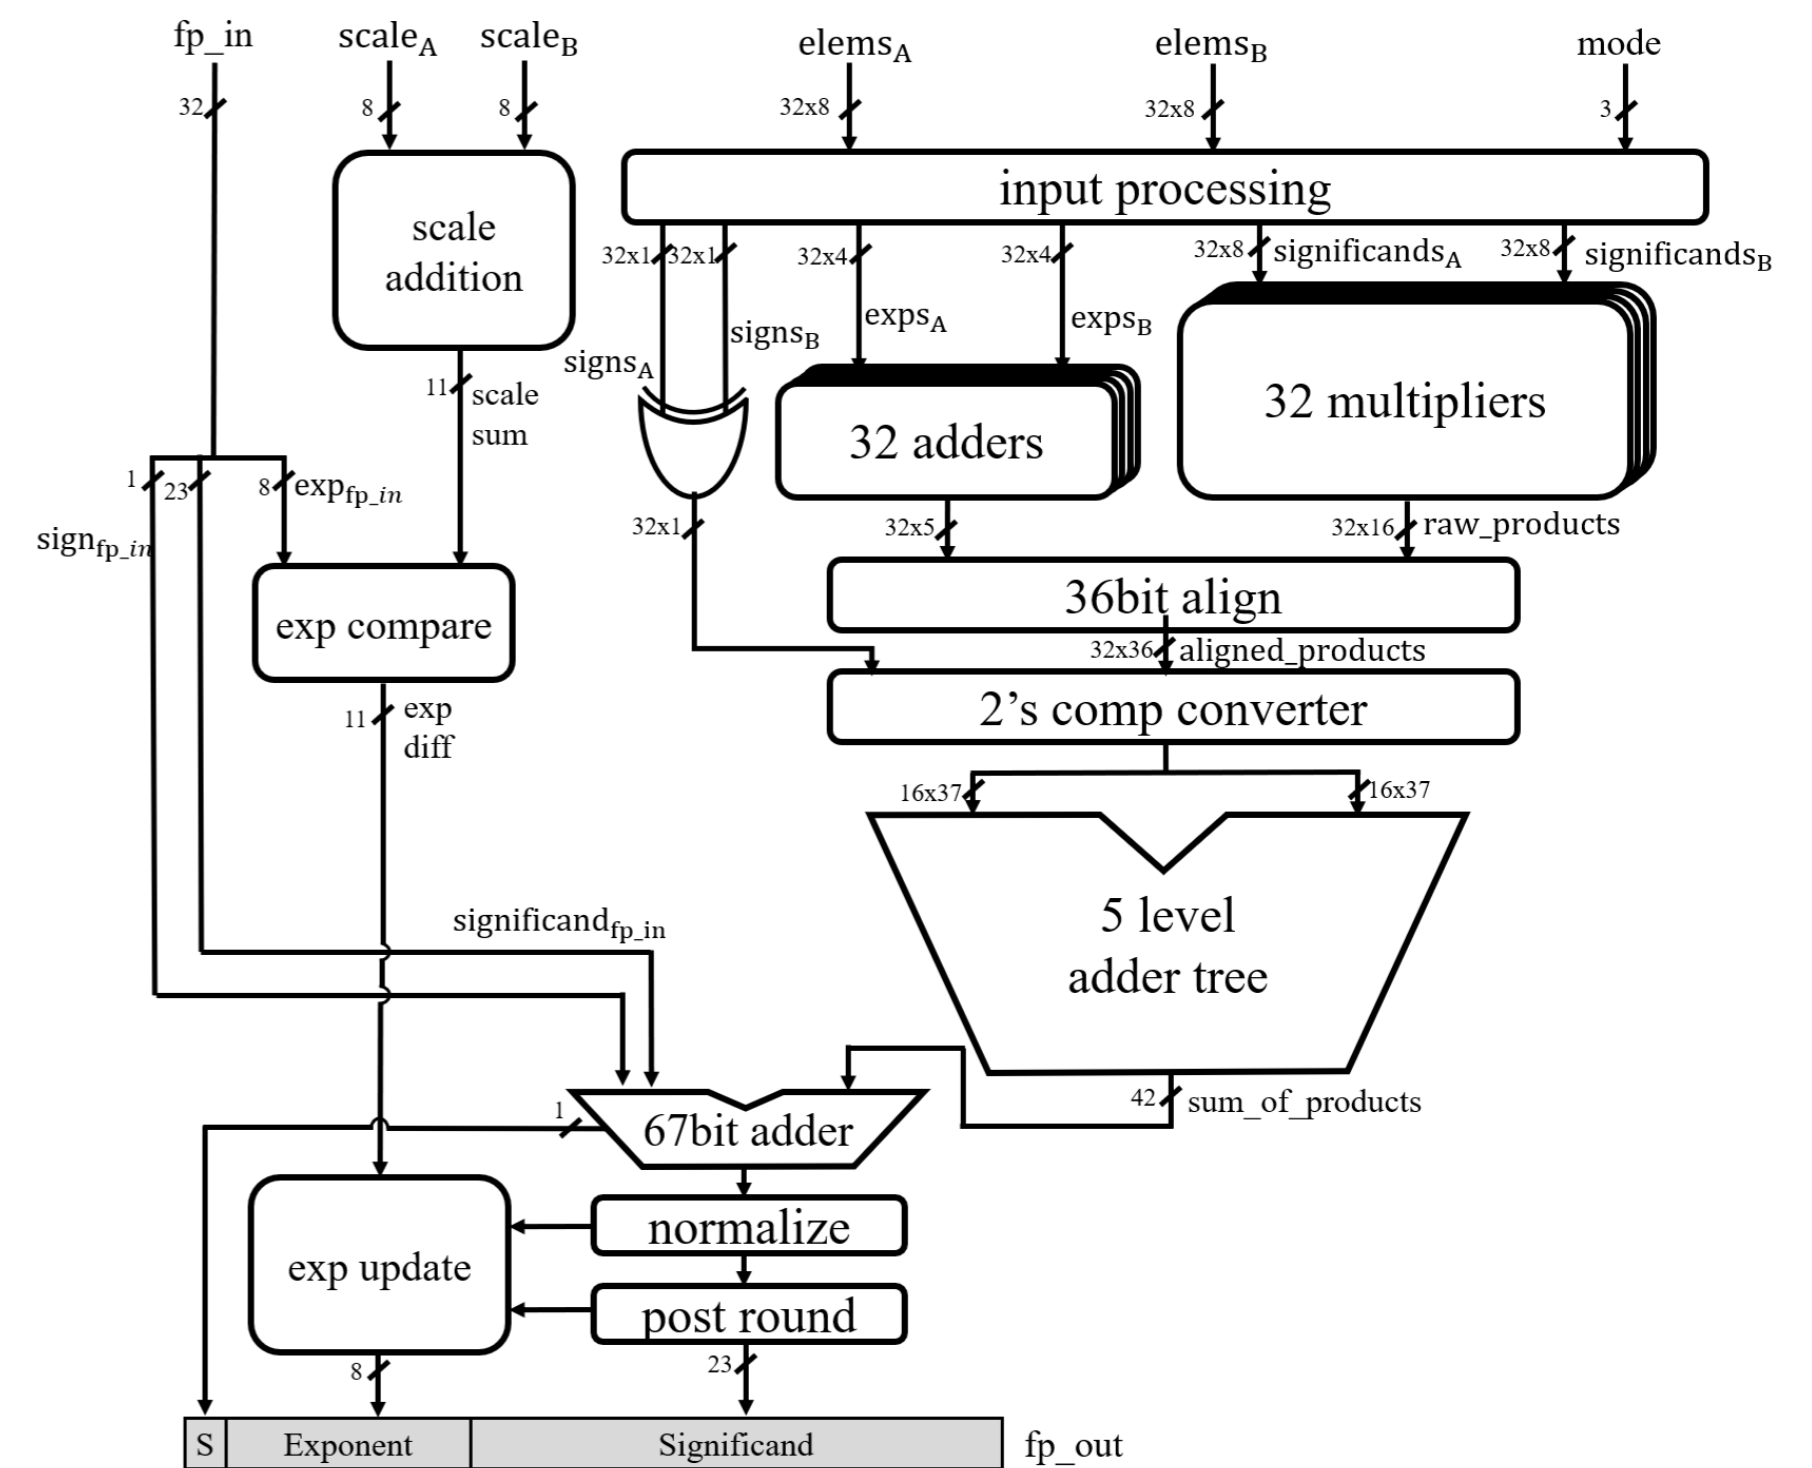 fp_in
scaleA
scaleB
elemsA
elemsB
mode
32
8
8
32x8
32x8
3
scale
addition
input processing
32x1
32x1
32x4
32x4
32x8
significandsA
32x8
significandsB
signsA
signsB
expsA
expsB
11
scale
sum
32 adders
32 multipliers
1
23
8
expfp_in
signfp_in
32x1
32x5
32x16
raw_products
exp compare
36bit align
32x36
aligned_products
11
exp
diff
2's comp converter
16x37
16x37
5 level
adder tree
significandfp_in
42
sum_of_products
1
67bit adder
exp update
normalize
post round
8
23
S
Exponent
Significand
fp_out